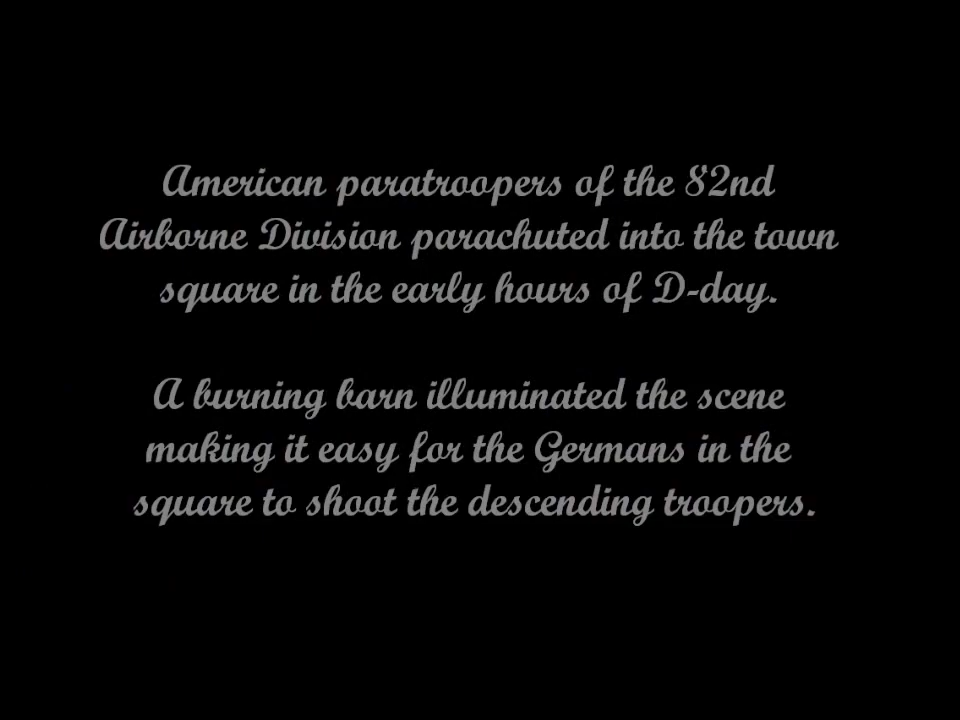 American paratroopers of the 82nd
Airborne Division parachuted into the town
square in the early hours of D-day.
A burning barn illuminated the scene
making it easy for the Germans in the
square to shoot the descending troopers.